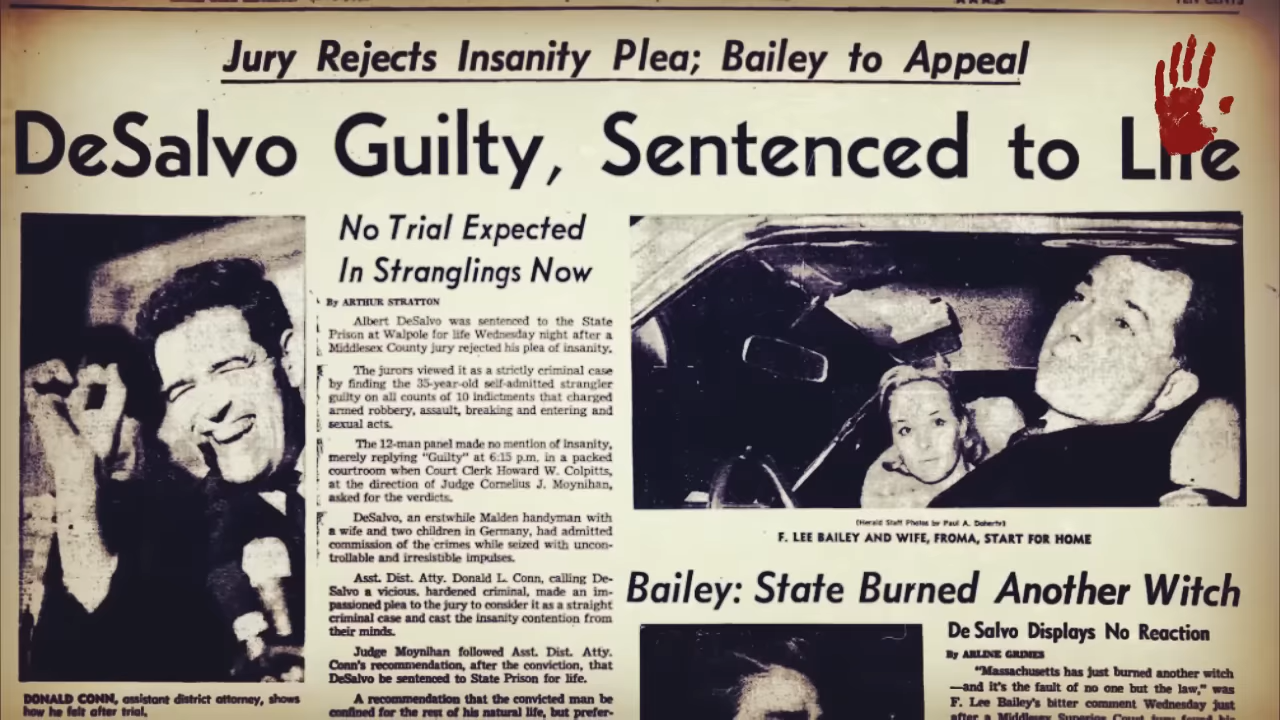 TEN CENTS
Jury Rejects Insanity Plea; Bailey to Appeal
DeSalvo Guilty, Sentenced to Life
No Trial Expected
In Stranglings Now
By ARTHUR STRATTON
Albert DeSalvo was sentenced to the State
Prison at Walpole for life Wednesday night after a
Middlesex County jury rejected his plea of insanity.
The jurors viewed it as a strictly criminal case
by finding the 35-year-old self-admitted strangler
guilty on all counts of 10 indictments that charged
armed robbery, assault, breaking and entering and
sexual acts.
The 12-man panel made no mention of insanity,
merely replying "Guilty" at 6:15 p.m. in a packed
courtroom when Court Clerk Howard W. Colpitts,
at the direction of Judge Cornelius J. Moynihan,
asked for the verdicts.
DeSalvo, an erstwhile Malden handyman with
a wife and two children in Germany, had admitted
commission of the crimes while seized with uncon-
trollable and irresistible impulses.
Asst. Dist. Atty. Donald L. Conn, calling De-
Salvo a vicious, hardened criminal, made an im-
passioned plea to the jury to consider it as a straight
criminal case and cast the insanity contention from
their minds.
Judge Moynihan followed Asst. Dist. Atty.
Conn's recommendation, after the conviction, that
DeSalvo be sentenced to State Prison for life.
A recommendation that the convicted man be
confined for the rest of his natural life, but prefer-
DONALD CONN, assistant district attorney, shows
how he felt after trial.
(Herald Staff Photos by Paul A. Doherty)
F. LEE BAILEY AND WIFE, FROMA, START FOR HOME
Bailey: State Burned Another Witch
De Salvo Displays No Reaction
By ARLINE GRIMES
"Massachusetts has just burned another witch
—and it's the fault of no one but the law," was
F. Lee Bailey's bitter comment Wednesday just
after a Middlesex Superior Court jury